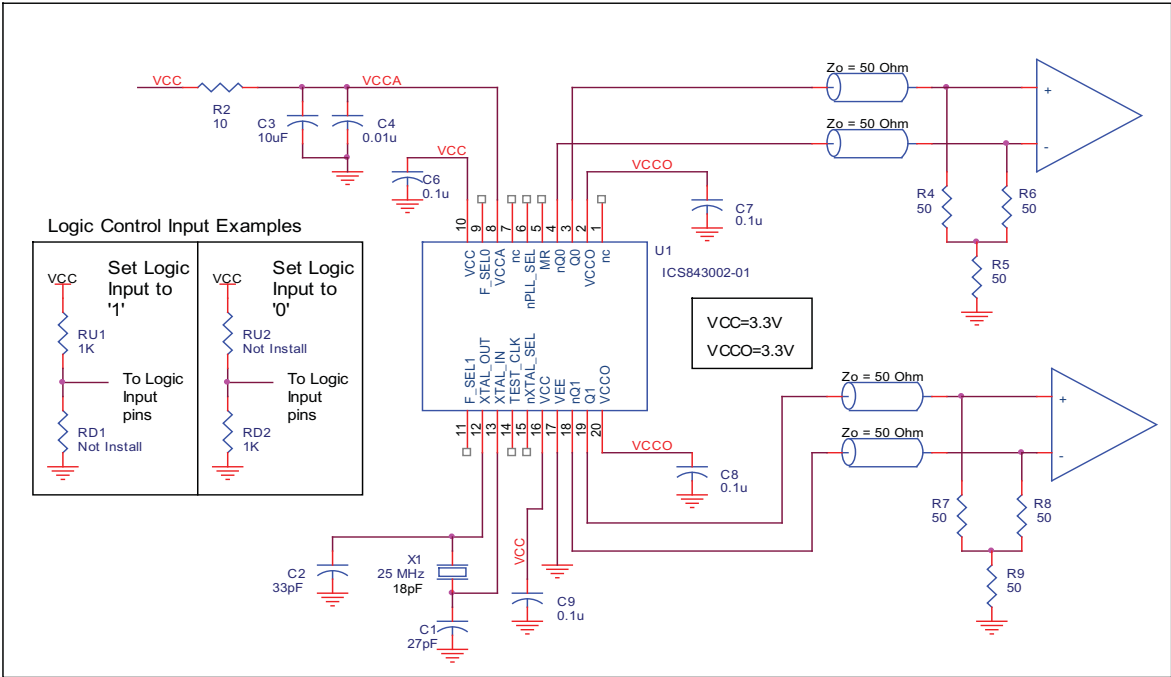 VCC
R2
10
VCCA
C3
10uF
C4
0.01u
VCC
C6
0.1u
VCCO
C7
0.1u
Zo = 50 Ohm
Zo = 50 Ohm
+
-
R4
50
R6
50
R5
50
Logic Control Input Examples
VCC
Set Logic
Input to
'1'
RU1
1K
To Logic
Input
pins
RD1
Not Install
VCC
Set Logic
Input to
'0'
RU2
Not Install
To Logic
Input
pins
RD2
1K
10
9
8
7
6
5
4
3
2
1
VCC
F_SEL0
VCCA
nc
nPLL_SEL
MR
nQ0
Q0
VCCO
nc
U1
ICS843002-01
F_SEL1
XTAL_OUT
XTAL_IN
TEST_CLK
nXTAL_SEL
VCC
VEE
nQ1
Q1
VCCO
11
12
13
14
15
16
17
18
19
20
VCC=3.3V
VCCO=3.3V
VCCO
C8
0.1u
Zo = 50 Ohm
Zo = 50 Ohm
+
-
R7
50
R8
50
R9
50
C2
33pF
X1
25 MHz
18pF
C1
27pF
VCC
C9
0.1u